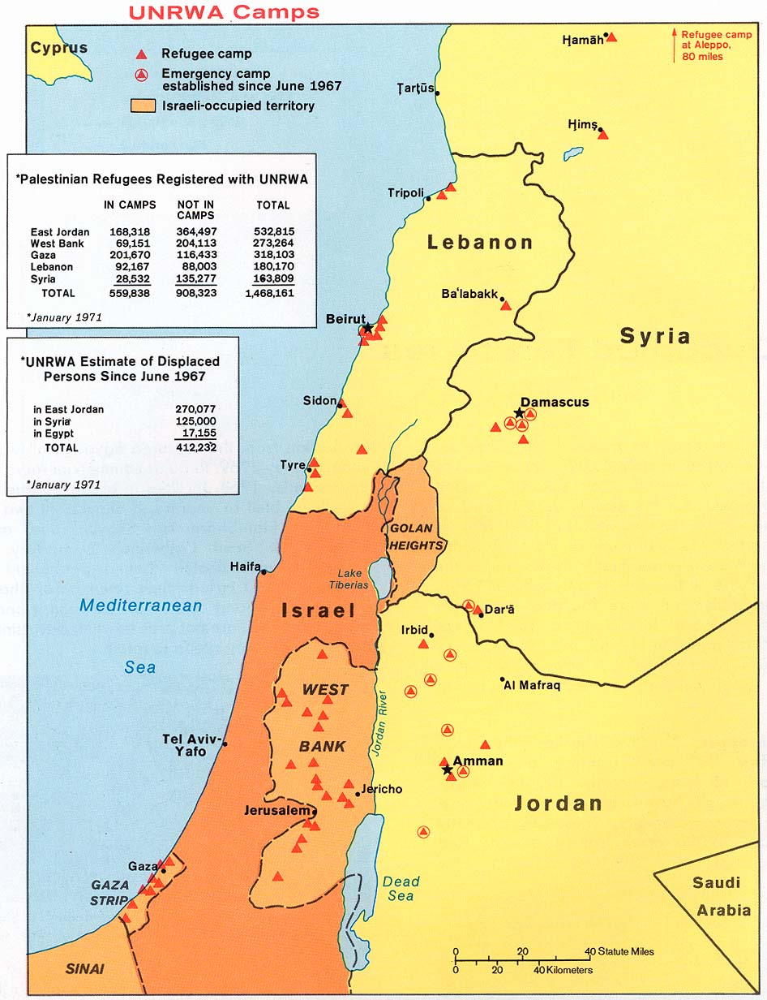 UNRWA Camps
Cyprus
Refugee camp
Emergency camp
established since June 1967
Israeli-occupied territory
Ḩamāh
Refugee camp
at Aleppo,
80 miles
Ţarţūs
Ḩimş
*Palestinian Refugees Registered with UNRWA
IN CAMPS NOT IN CAMPS TOTAL
East Jordan 168,318 364,497 532,815
West Bank 69,151 204,113 273,264
Gaza 201,670 116,433 318,103
Lebanon 92,167 88,003 180,170
Syria 28,532 135,277 163,809
TOTAL 559,838 908,323 1,468,161
*January 1971
*UNRWA Estimate of Displaced
Persons Since June 1967
in East Jordan 270,077
in Syria 125,000
in Egypt 17,155
TOTAL 412,232
*January 1971
Tripoli
Lebanon
Ba'labakk
Beirut
Syria
Sidon
Damascus
Tyre
GOLAN
HEIGHTS
Haifa
Lake
Tiberias
Mediterranean
Sea
Israel
Dar'ā
Irbid
Al Mafraq
WEST
BANK
Jordan River
Tel Aviv-
Yafo
Amman
Jericho
Jerusalem
Jordan
Gaza
GAZA
STRIP
Dead
Sea
Saudi
Arabia
SINAI
0 20 40 Statute Miles
0 20 40 Kilometers